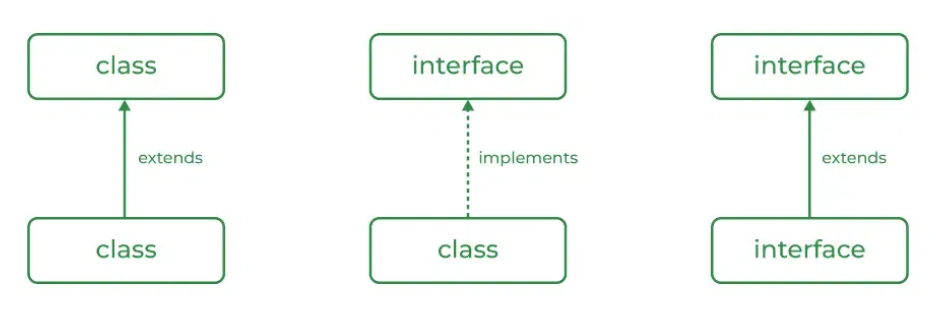 class
interface
interface
extends
implements
extends
class
class
interface